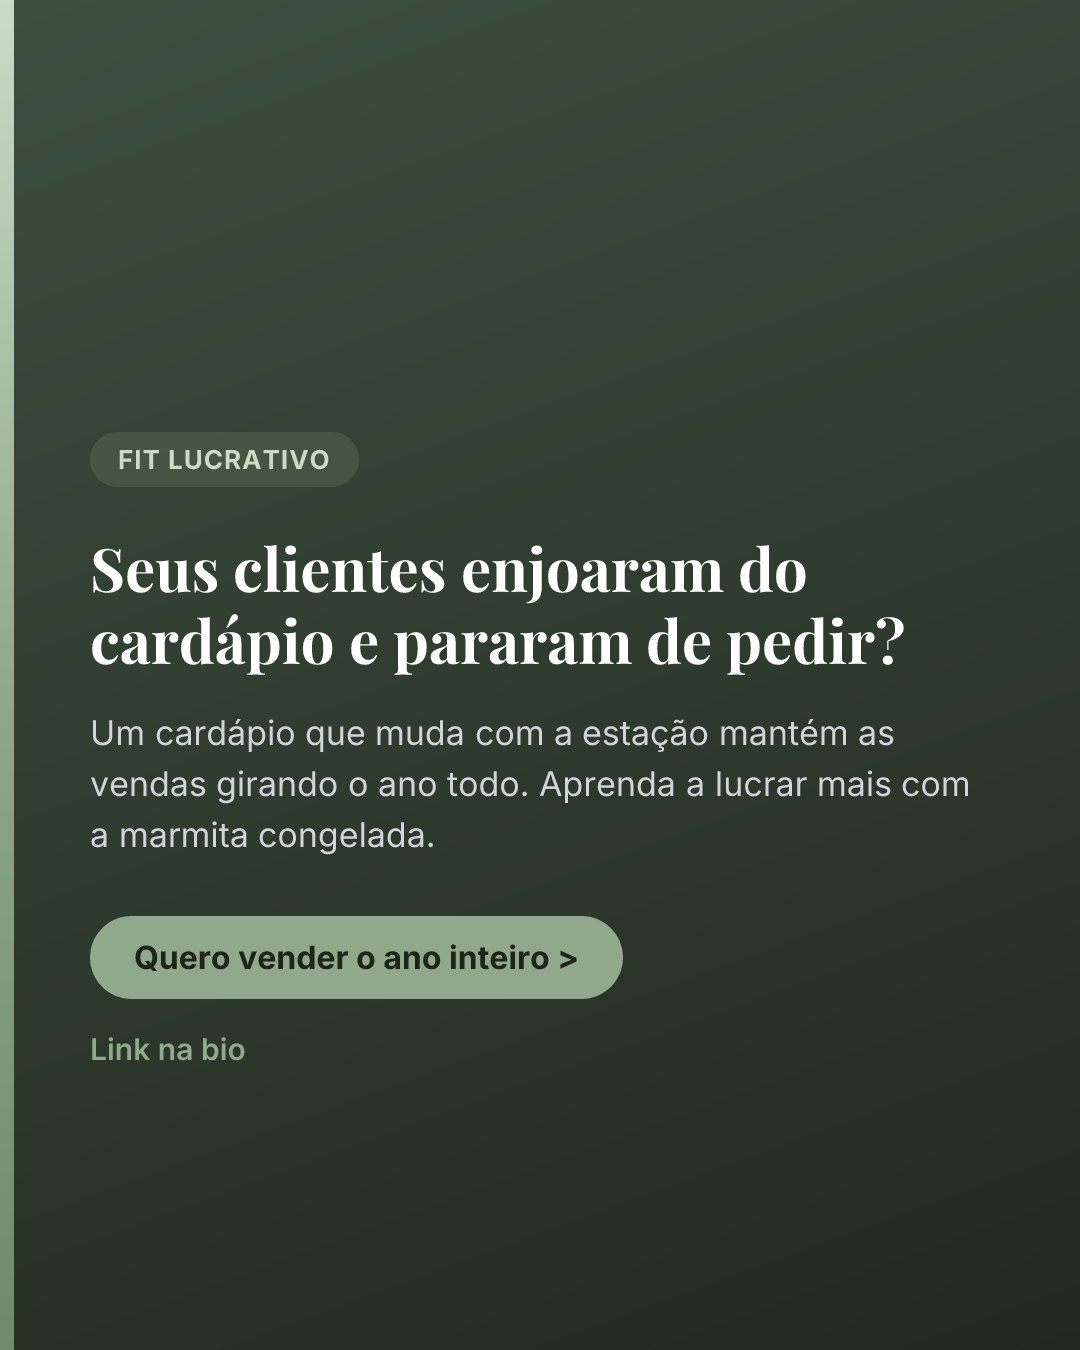 FIT LUCRATIVO
Seus clientes enjoaram do
cardápio e pararam de pedir?
Um cardápio que muda com a estação mantém as
vendas girando o ano todo. Aprenda a lucrar mais com
a marmita congelada.
Quero vender o ano inteiro >
Link na bio